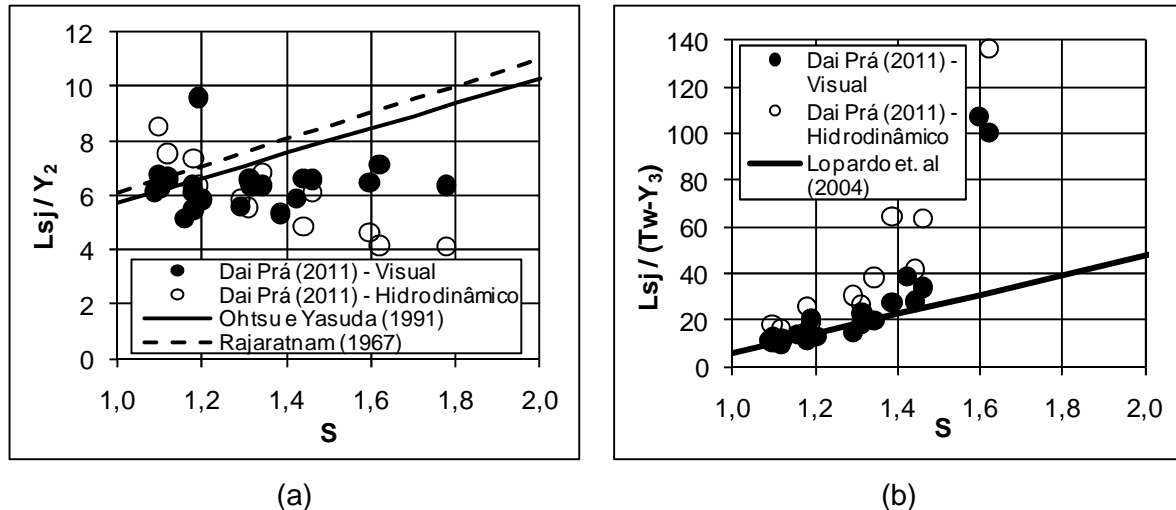 12
10
8
6
4
2
0
Lsj / Y2
Dai Prá (2011) - Visual
Dai Prá (2011) - Hidrodinâmico
Ohtsu e Yasuda (1991)
Rajaratnam (1967)
1,0 1,2 1,4 1,6 1,8 2,0
S
(a)
140
120
100
80
60
40
20
0
Lsj / (Tw-Y3)
Dai Prá (2011) -
Visual
Dai Prá (2011) -
Hidrodinâmico
Lopardo et. al
(2004)
1,0 1,2 1,4 1,6 1,8 2,0
S
(b)